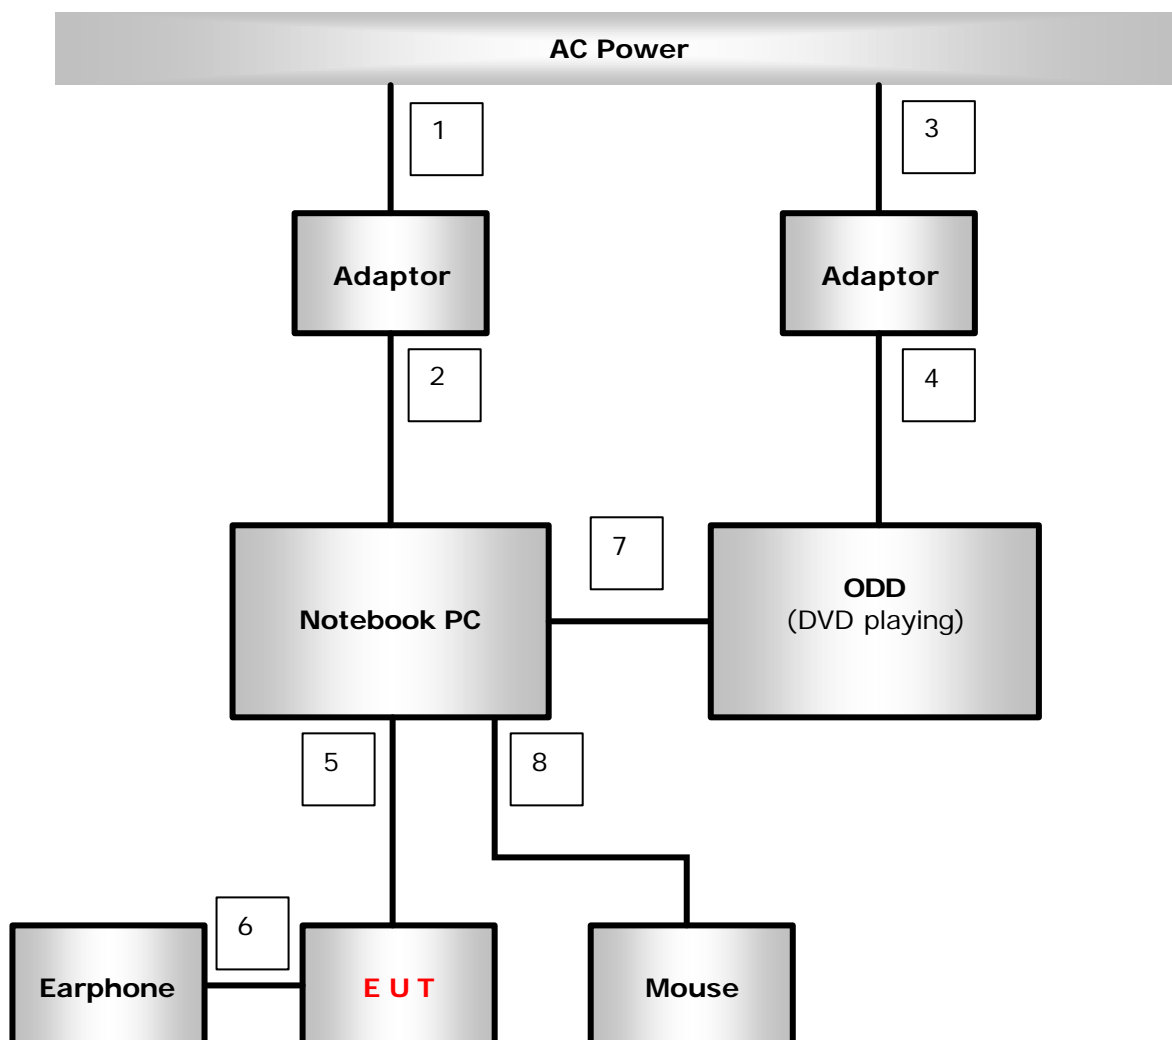 AC Power
1
3
Adaptor
Adaptor
2
4
7
Notebook PC
ODD
(DVD playing)
5
8
6
Earphone
E U T
Mouse